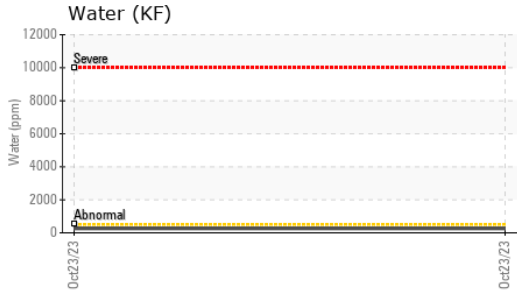 Water (KF)
12000
10000
8000
6000
4000
2000
0
Water (ppm)
Severe
Abnormal
Oct23/23
Oct23/23